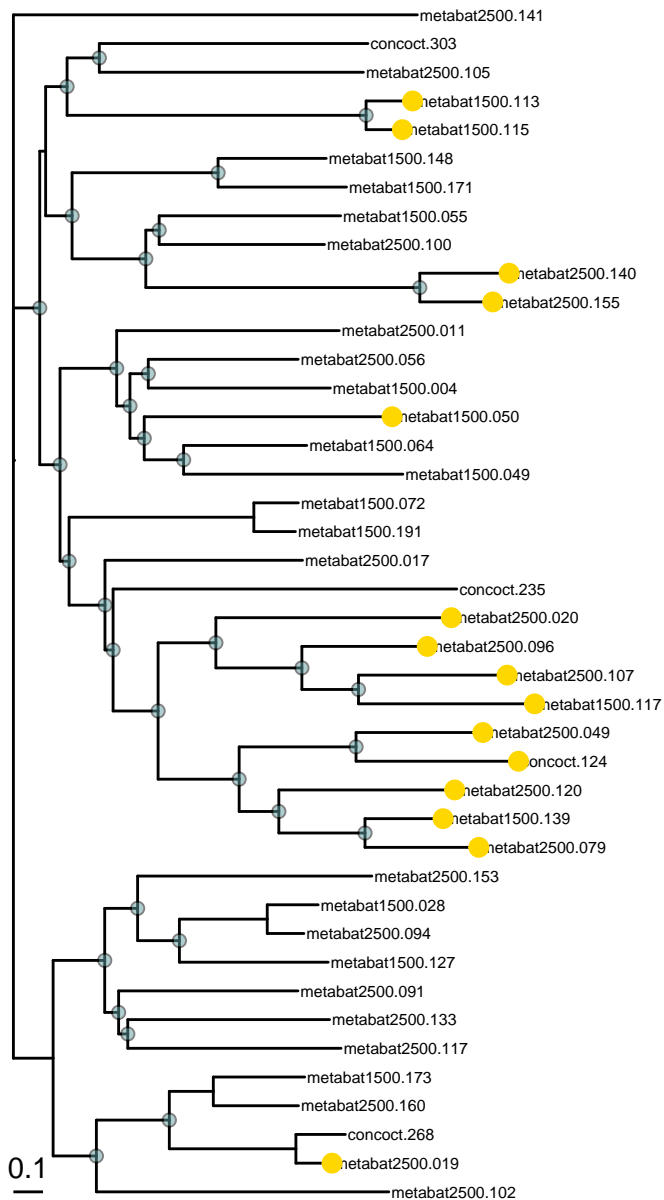 metabat2500.141
concoct.303
metabat2500.105
metabat1500.113
metabat1500.115
metabat1500.148
metabat1500.171
metabat1500.055
metabat2500.100
metabat2500.140
metabat2500.155
metabat2500.011
metabat2500.056
metabat1500.004
metabat1500.050
metabat1500.064
metabat1500.049
metabat1500.072
metabat1500.191
metabat2500.017
concoct.235
metabat2500.020
metabat2500.096
metabat2500.107
metabat1500.117
metabat2500.049
concoct.124
metabat2500.120
metabat1500.139
metabat2500.079
metabat2500.153
metabat1500.028
metabat2500.094
metabat1500.127
metabat2500.091
metabat2500.133
metabat2500.117
metabat1500.173
metabat2500.160
concoct.268
metabat2500.019
0.1
metabat2500.102